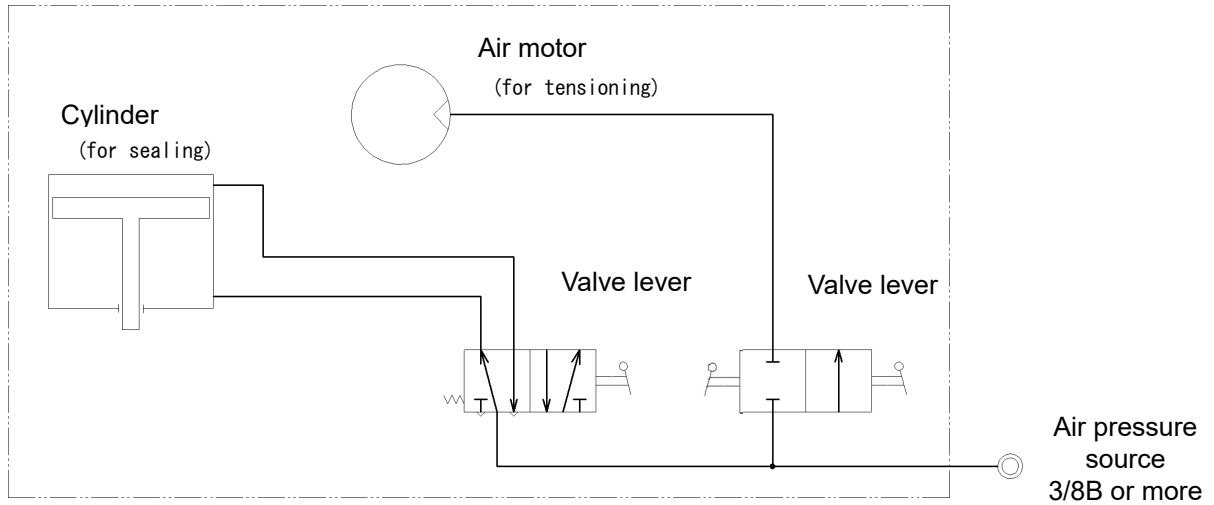 Air motor
(for tensioning)
Cylinder
(for sealing)
Valve lever
Valve lever
Air pressure
source
3/8B or more